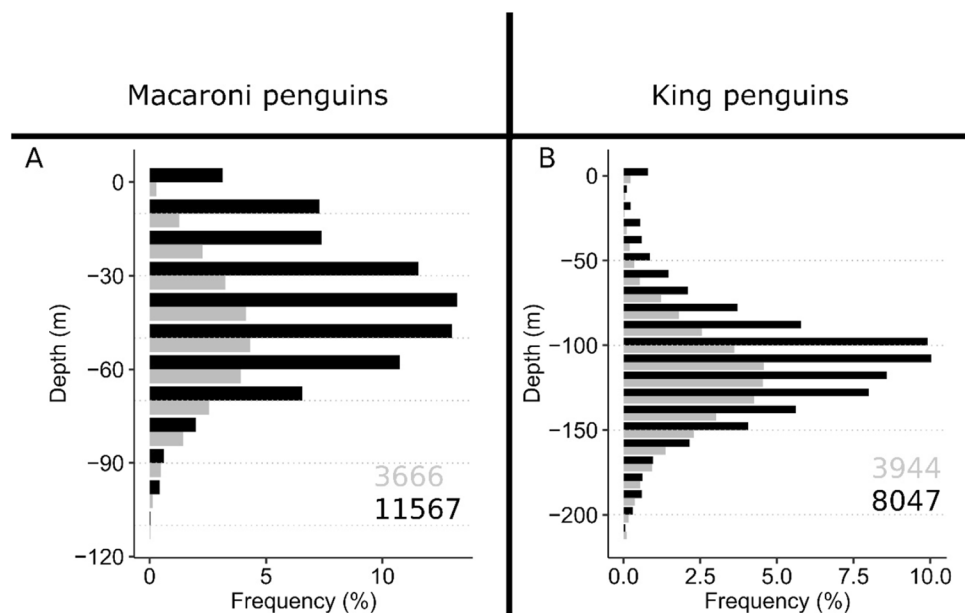 Macaroni penguins
King penguins
A
Depth (m)
0
−30
−60
−90
−120
3666
11567
0
5
10
Frequency (%)
B
Depth (m)
0
−50
−100
−150
−200
3944
8047
0.0
2.5
5.0
7.5
10.0
Frequency (%)